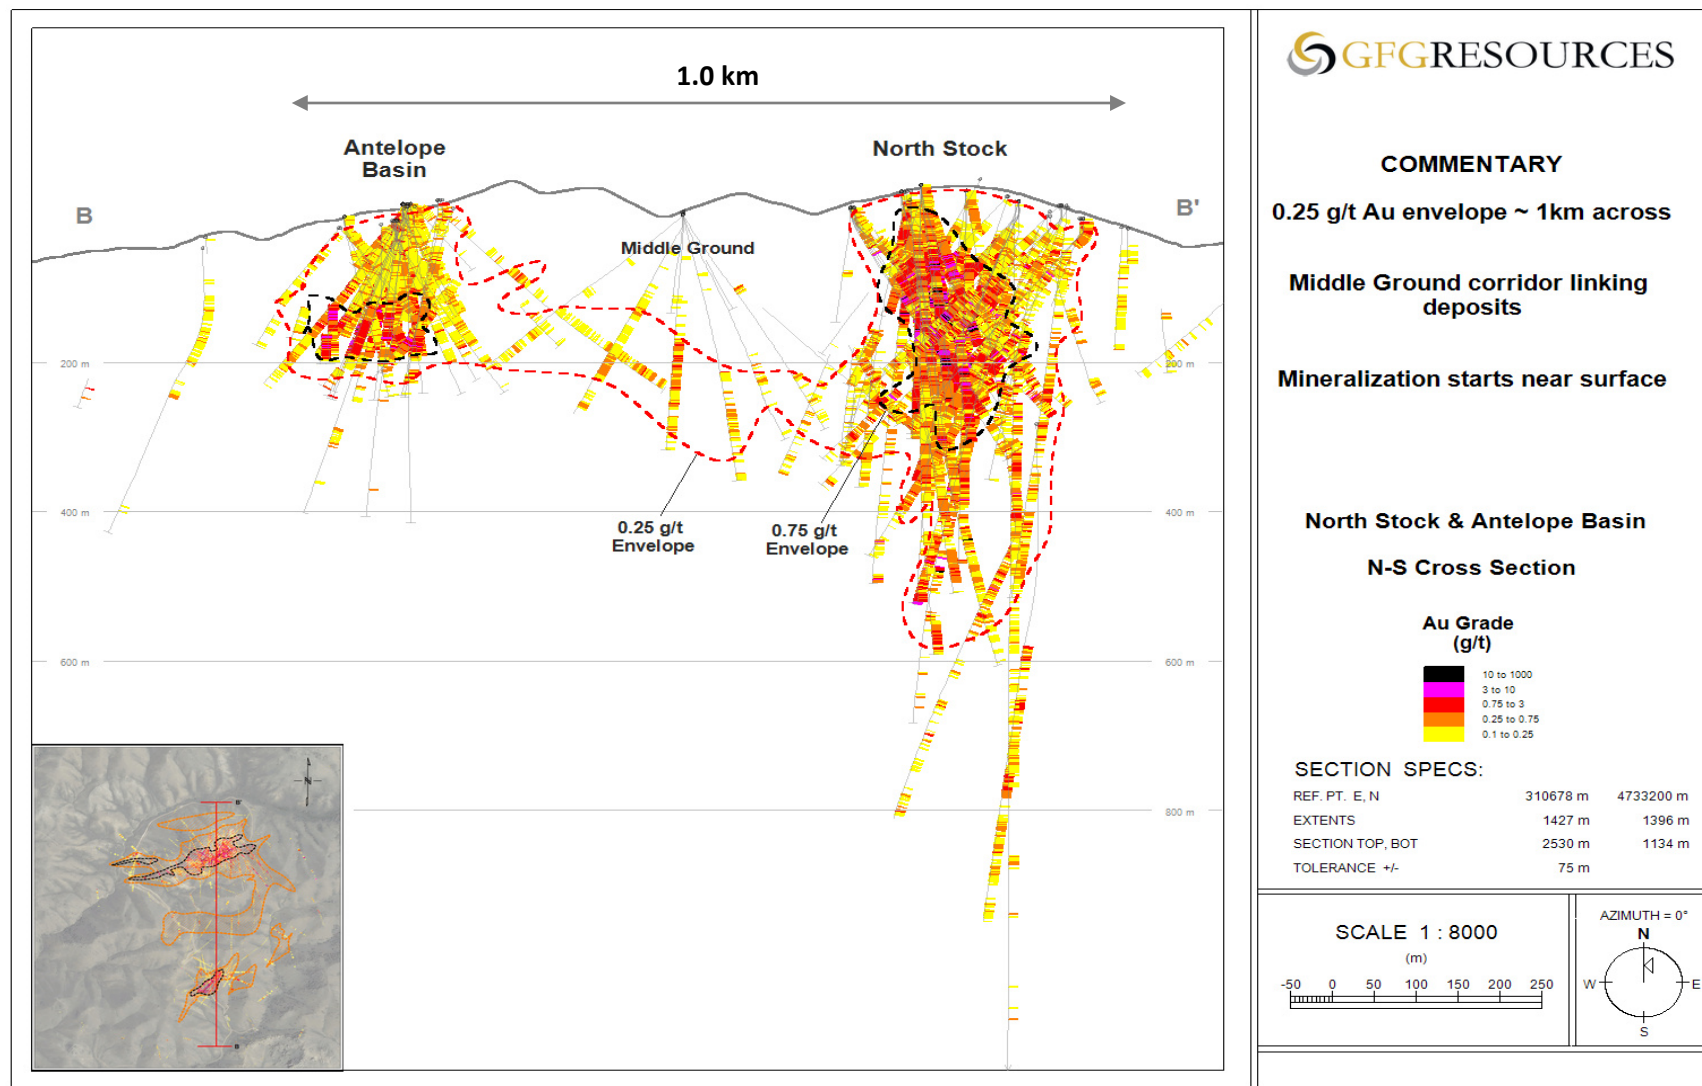 1.0 km
Antelope
Basin
North Stock
B
B'
Middle Ground
200 m
200 m
400 m
400 m
0.25 g/t
Envelope
0.75 g/t
Envelope
600 m
600 m
800 m
N
B'
B
GFGRESOURCES
COMMENTARY
0.25 g/t Au envelope ~ 1km across
Middle Ground corridor linking
deposits
Mineralization starts near surface
North Stock & Antelope Basin
N-S Cross Section
Au Grade
(g/t)
10 to 1000
3 to 10
0.75 to 3
0.25 to 0.75
0.1 to 0.25
SECTION SPECS:
REF. PT. E, N 310678 m 4733200 m
EXTENTS 1427 m 1396 m
SECTION TOP, BOT 2530 m 1134 m
TOLERANCE +/- 75 m
SCALE 1 : 8000
(m)
-50 0 50 100 150 200 250
AZIMUTH = 0°
N
W E
S